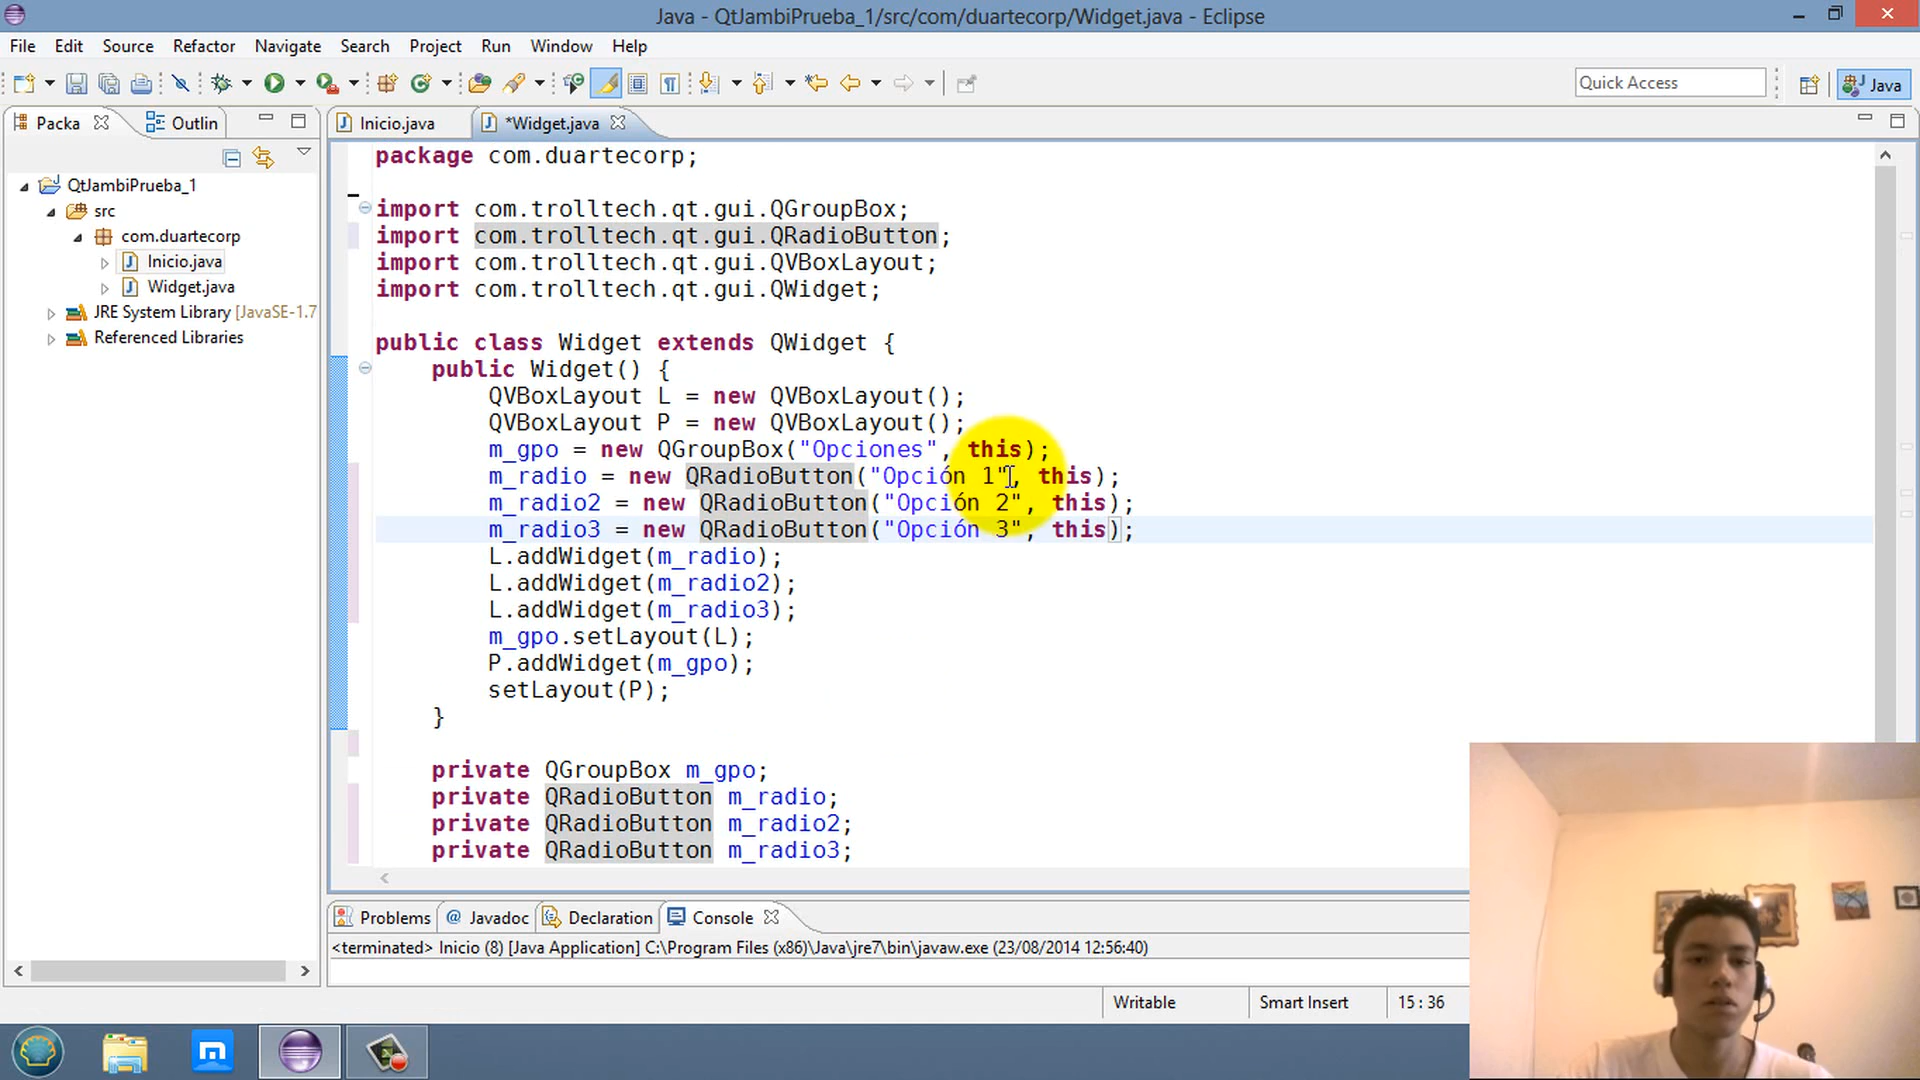 Java - QtJambiPrueba_1/src/com/duartecorp/Widget.java - Eclipse
File Edit Source Refactor Navigate Search Project Run Window Help
Quick Access
Java
Packa
Outlin
Inicio.java
*Widget.java
QtJambiPrueba_1
src
com.duartecorp
Inicio.java
Widget.java
JRE System Library [JavaSE-1.7
Referenced Libraries
package com.duartecorp;
import com.trolltech.qt.gui.QGroupBox;
import com.trolltech.qt.gui.QRadioButton;
import com.trolltech.qt.gui.QVBoxLayout;
import com.trolltech.qt.gui.QWidget;
public class Widget extends QWidget {
public Widget() {
QVBoxLayout L = new QVBoxLayout();
QVBoxLayout P = new QVBoxLayout();
m_gpo = new QGroupBox("Opciones", this);
m_radio = new QRadioButton("Opción 1", this);
m_radio2 = new QRadioButton("Opción 2", this);
m_radio3 = new QRadioButton("Opción 3", this);
L.addWidget(m_radio);
L.addWidget(m_radio2);
L.addWidget(m_radio3);
m_gpo.setLayout(L);
P.addWidget(m_gpo);
setLayout(P);
}
private QGroupBox m_gpo;
private QRadioButton m_radio;
private QRadioButton m_radio2;
private QRadioButton m_radio3;
Problems @ Javadoc Declaration Console
<terminated> Inicio (8) [Java Application] C:\Program Files (x86)\Java\jre7\bin\javaw.exe (23/08/2014 12:56:40)
Writable Smart Insert 15 : 36